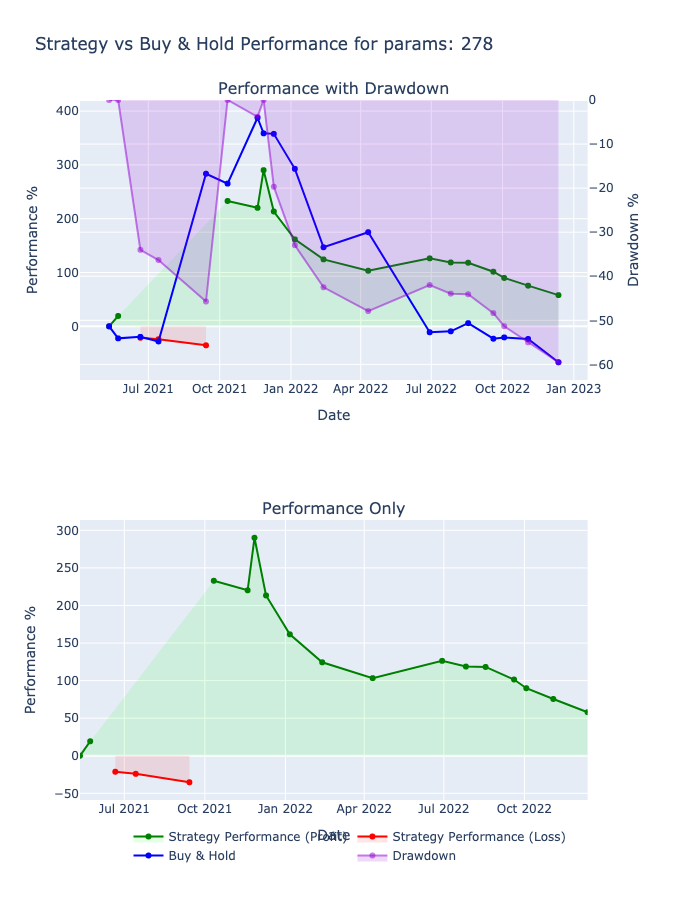 Strategy vs Buy & Hold Performance for params: 278
Performance with Drawdown
400
300
200
100
0
Performance %
0
−10
−20
−30
−40
−50
−60
Drawdown %
Jul 2021
Oct 2021
Jan 2022
Apr 2022
Jul 2022
Oct 2022
Jan 2023
Date
Performance Only
300
250
200
150
100
50
0
−50
Performance %
Jul 2021
Oct 2021
Jan 2022
Apr 2022
Jul 2022
Oct 2022
Date
Strategy Performance (Profit)
Strategy Performance (Loss)
Buy & Hold
Drawdown